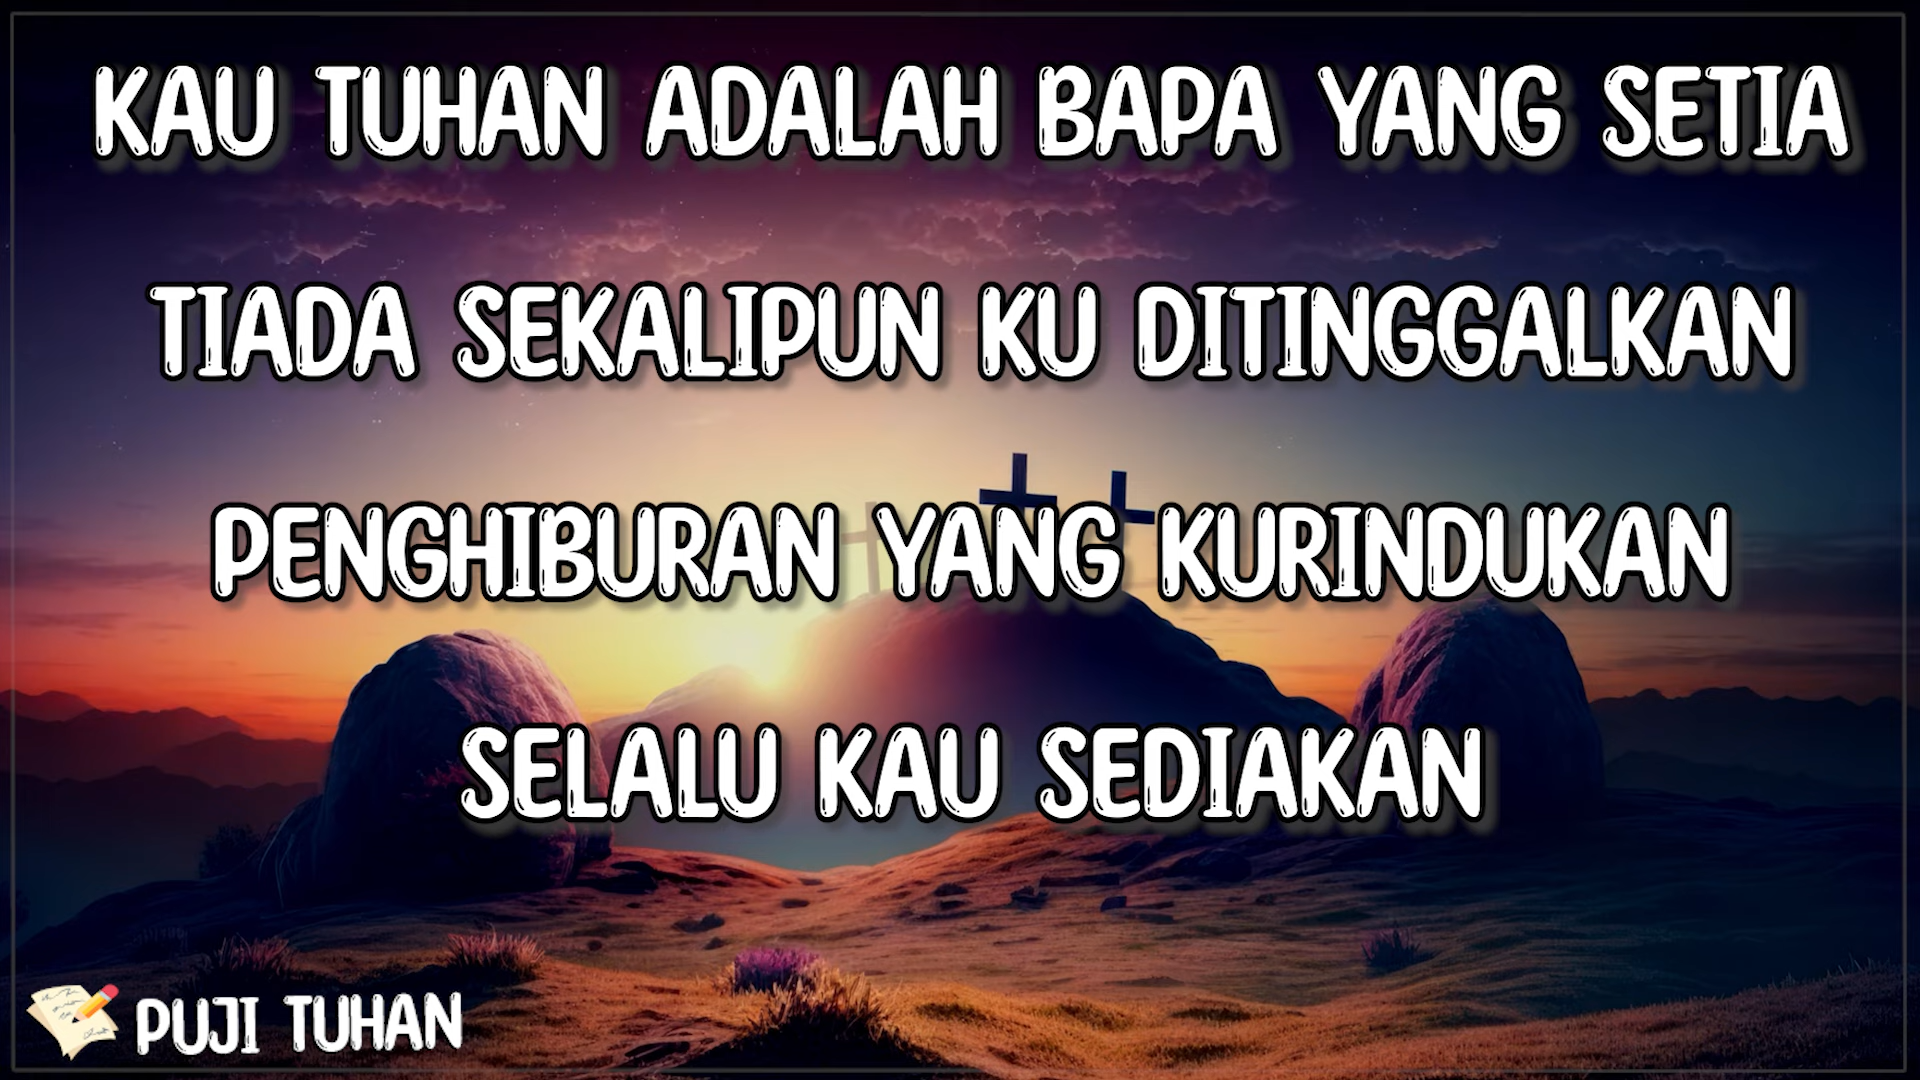 KAU TUHAN ADALAH BAPA YANG SETIA
TIADA SEKALIPUN KU DITINGGALKAN
PENGHIBURAN YANG KURINDUKAN
SELALU KAU SEDIAKAN
PUJI TUHAN